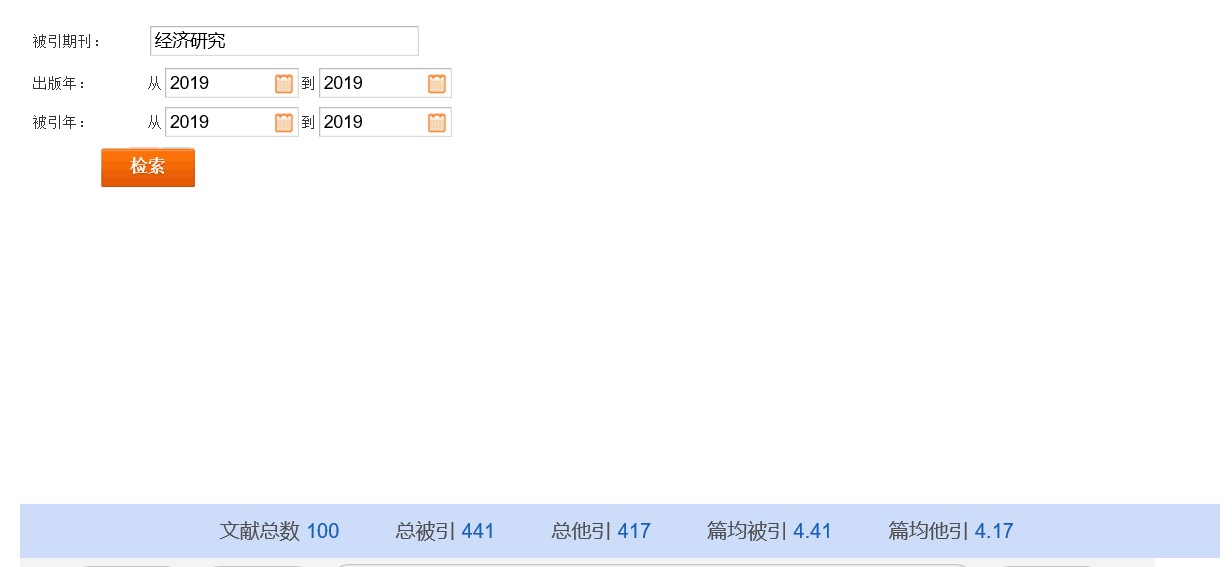 被引期刊： 经济研究
出版年： 从 2019 到 2019
被引年： 从 2019 到 2019
检索
文献总数 100 总被引 441 总他引 417 篇均被引 4.41 篇均他引 4.17